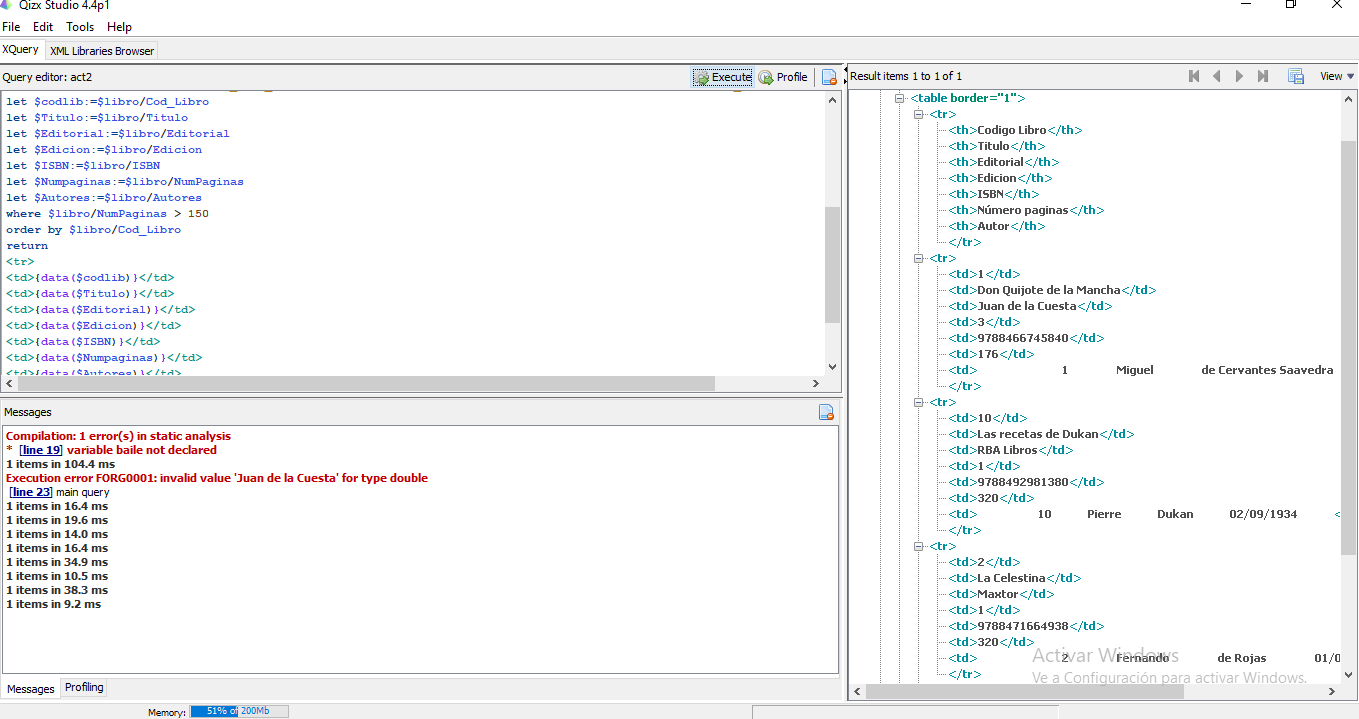 Qizx Studio 4.4p1
File Edit Tools Help
XQuery XML Libraries Browser
Query editor: act2
Execute Profile
let $codlib:=$libro/Cod_Libro
let $Titulo:=$libro/Titulo
let $Editorial:=$libro/Editorial
let $Edicion:=$libro/Edicion
let $ISBN:=$libro/ISBN
let $Numpaginas:=$libro/NumPaginas
let $Autores:=$libro/Autores
where $libro/NumPaginas > 150
order by $libro/Cod_Libro
return
<tr>
<td>{data($codlib)}</td>
<td>{data($Titulo)}</td>
<td>{data($Editorial)}</td>
<td>{data($Edicion)}</td>
<td>{data($ISBN)}</td>
<td>{data($Numpaginas)}</td>
<td>{data($Autores)}</td>
Messages
Compilation: 1 error(s) in static analysis
* [line 19] variable baile not declared
1 items in 104.4 ms
Execution error FORG0001: invalid value 'Juan de la Cuesta' for type double
[line 23] main query
1 items in 16.4 ms
1 items in 19.6 ms
1 items in 14.0 ms
1 items in 16.4 ms
1 items in 34.9 ms
1 items in 10.5 ms
1 items in 38.3 ms
1 items in 9.2 ms
Messages Profiling
Memory: 51% of 200Mb
Result items 1 to 1 of 1
View
<table border="1">
<tr>
<th>Codigo Libro</th>
<th>Titulo</th>
<th>Editorial</th>
<th>Edicion</th>
<th>ISBN</th>
<th>Número paginas</th>
<th>Autor</th>
</tr>
<tr>
<td>1</td>
<td>Don Quijote de la Mancha</td>
<td>Juan de la Cuesta</td>
<td>3</td>
<td>9788466745840</td>
<td>176</td>
<td> 1 Miguel de Cervantes Saavedra
</tr>
<tr>
<td>10</td>
<td>Las recetas de Dukan</td>
<td>RBA Libros</td>
<td>1</td>
<td>9788492981380</td>
<td>320</td>
<td> 10 Pierre Dukan 02/09/1934 <
</tr>
<tr>
<td>2</td>
<td>La Celestina</td>
<td>Maxtor</td>
<td>1</td>
<td>9788471664938</td>
<td>320</td>
<td> 2 Fernando de Rojas 01/0
</tr>
Activar Windows
Ve a Configuración para activar Windows.